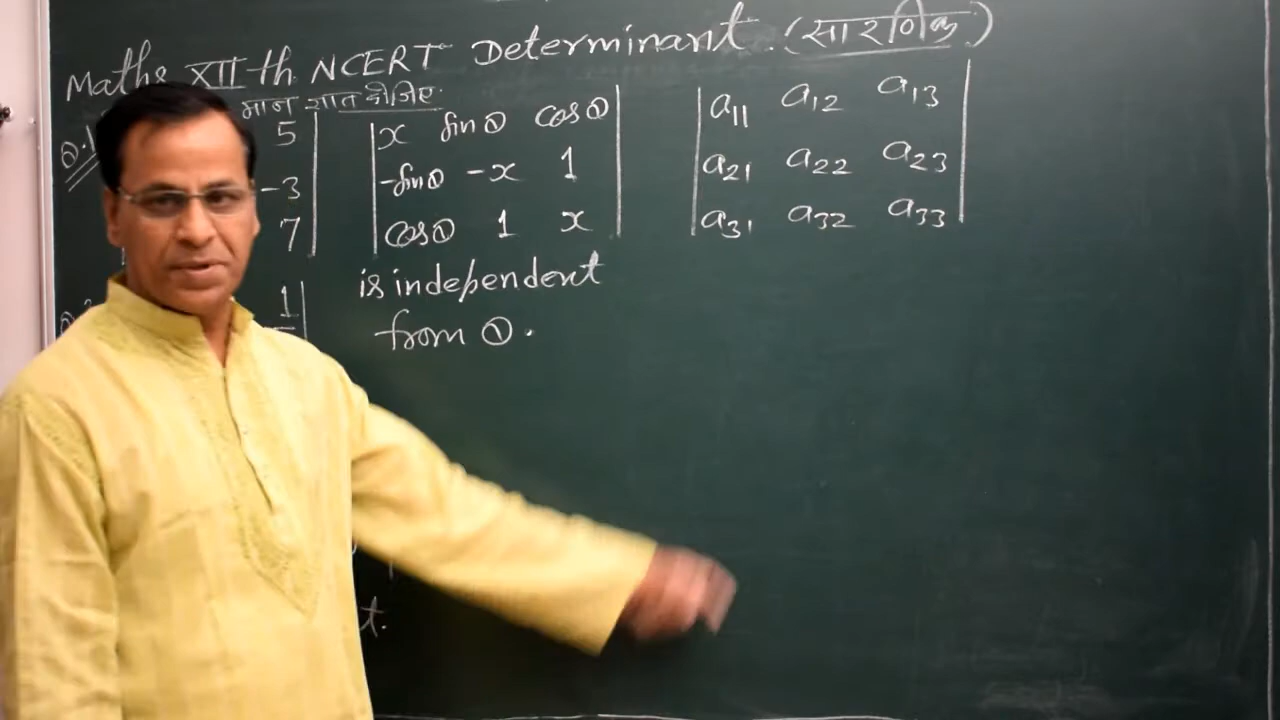 Maths XII th NCERT Determinant. (सारणिक)
मान ज्ञात कीजिए
Q.1
5
-3
7
1
x sinθ cosθ
-sinθ -x 1
cosθ 1 x
is independent
from θ.
a11 a12 a13
a21 a22 a23
a31 a32 a33
t.